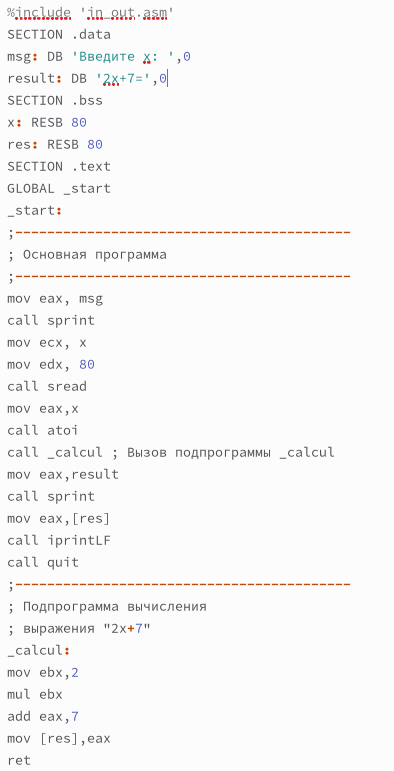 %include 'in_out.asm'
SECTION .data
msg: DB 'Введите x: ',0
result: DB '2x+7=',0
SECTION .bss
x: RESB 80
res: RESB 80
SECTION .text
GLOBAL _start
_start:
;------------------------------------------
; Основная программа
;------------------------------------------
mov eax, msg
call sprint
mov ecx, x
mov edx, 80
call sread
mov eax,x
call atoi
call _calcul ; Вызов подпрограммы _calcul
mov eax,result
call sprint
mov eax,[res]
call iprintLF
call quit
;------------------------------------------
; Подпрограмма вычисления
; выражения "2x+7"
_calcul:
mov ebx,2
mul ebx
add eax,7
mov [res],eax
ret